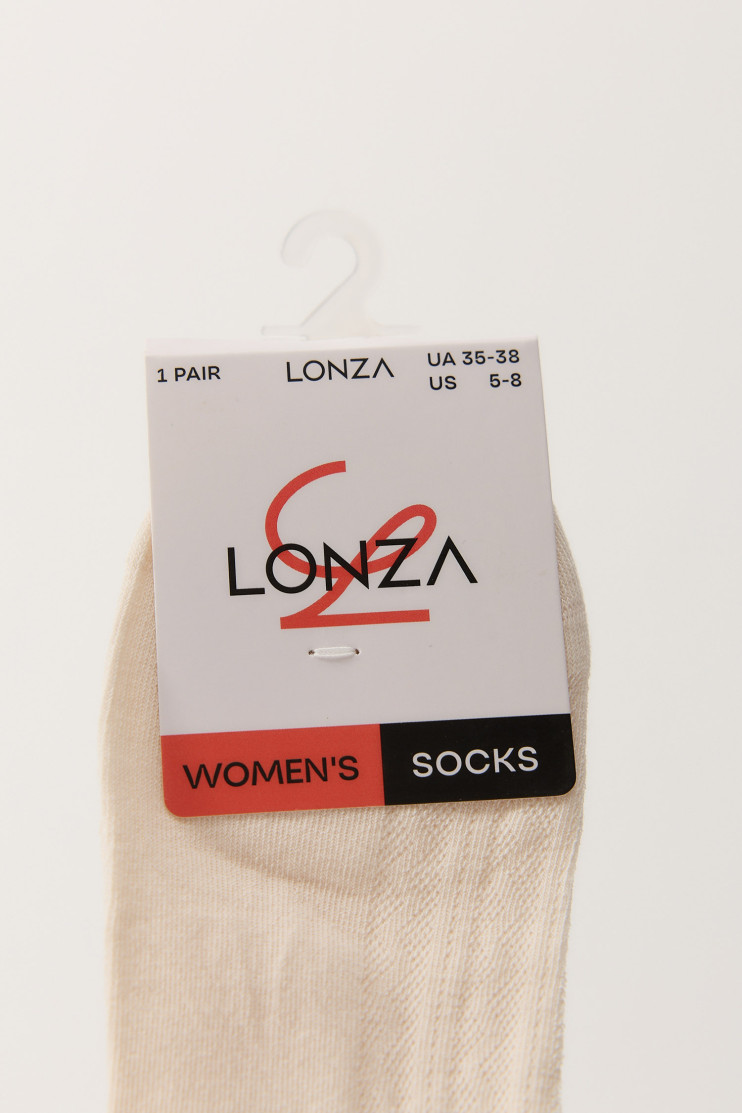 1 PAIR
LONZA
UA 35-38
US 5-8
LONZA
WOMEN'S
SOCKS